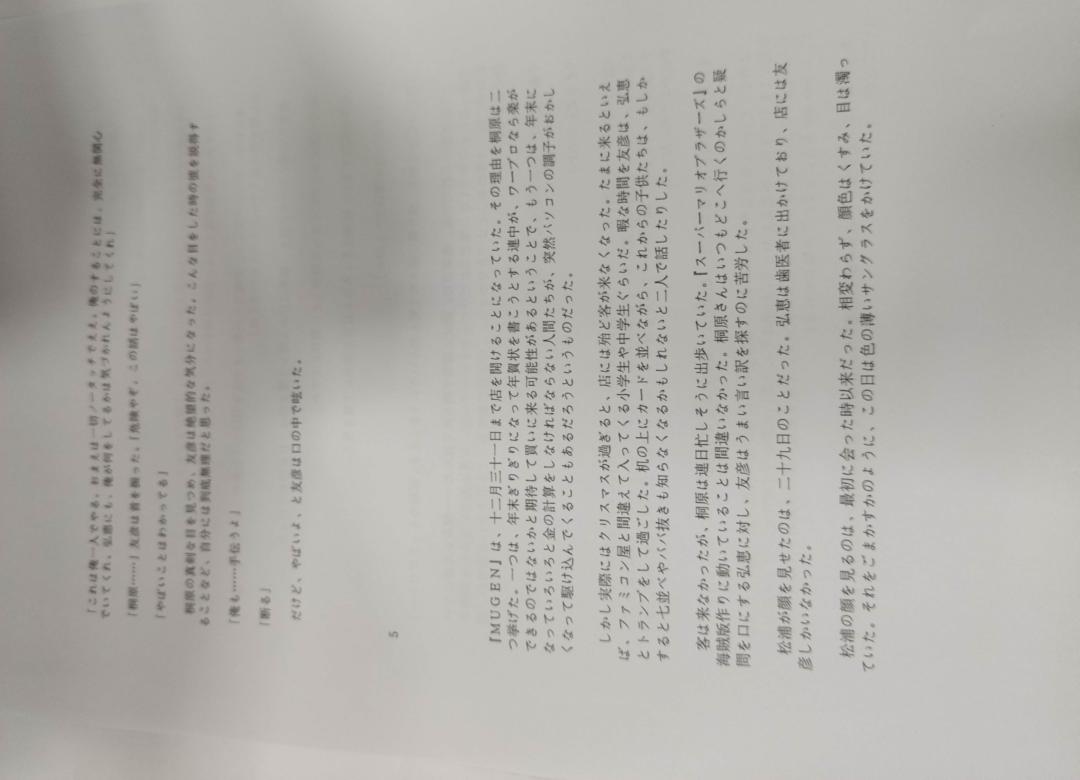 「これは俺一人でやる。おまえは一切ノータッチでええ。俺のすることには、完全に無関心
でいてくれ。弘恵にも、俺が何をしてるかは気づかれんようにしてくれ」
「桐原……」友彦は首を振った。「危険やぞ、この話はやばい」
「やばいことはわかってる」
桐原の真剣な目を見つめ、友彦は絶望的な気分になった。こんな目をした時の彼を説得す
ることなど、自分には到底無理だと思った。
「俺も……手伝うよ」
「断る」
だけど、やばいよ、と友彦は口の中で呟いた。
5
『MUGEN』は、十二月三十一日まで店を開けることになっていた。その理由を桐原は二
つ挙げた。一つは、年末ぎりぎりになって年賀状を書こうとする連中が、ワープロなら楽が
できるのではないかと期待して買いに来る可能性があるということで、もう一つは、年末に
なっていろいろと金の計算をしなければならない人間たちが、突然パソコンの調子がおかし
くなって駆け込んでくることもあるだろうというものだった。
しかし実際にはクリスマスが過ぎると、店には殆ど客が来なくなった。たまに来るといえ
ば、ファミコン屋と間違えて入ってくる小学生や中学生ぐらいだ。暇な時間を友彦は、弘恵
とトランプをして過ごした。机の上にカードを並べながら、これからの子供たちは、もしか
すると七並べやババ抜きも知らなくなるかもしれないと二人で話したりした。
客は来なかったが、桐原は連日忙しそうに出歩いていた。『スーパーマリオブラザーズ』の
海賊版作りに動いていることは間違いなかった。桐原さんはいつもどこへ行くのかしらと疑
問を口にする弘恵に対し、友彦はうまい言い訳を探すのに苦労した。
松浦が顔を見せたのは、二十九日のことだった。弘恵は歯医者に出かけており、店には友
彦しかいなかった。
松浦の顔を見るのは、最初に会った時以来だった。相変わらず、顔色はくすみ、目は濁っ
ていた。それをごまかすかのように、この日は色の薄いサングラスをかけていた。